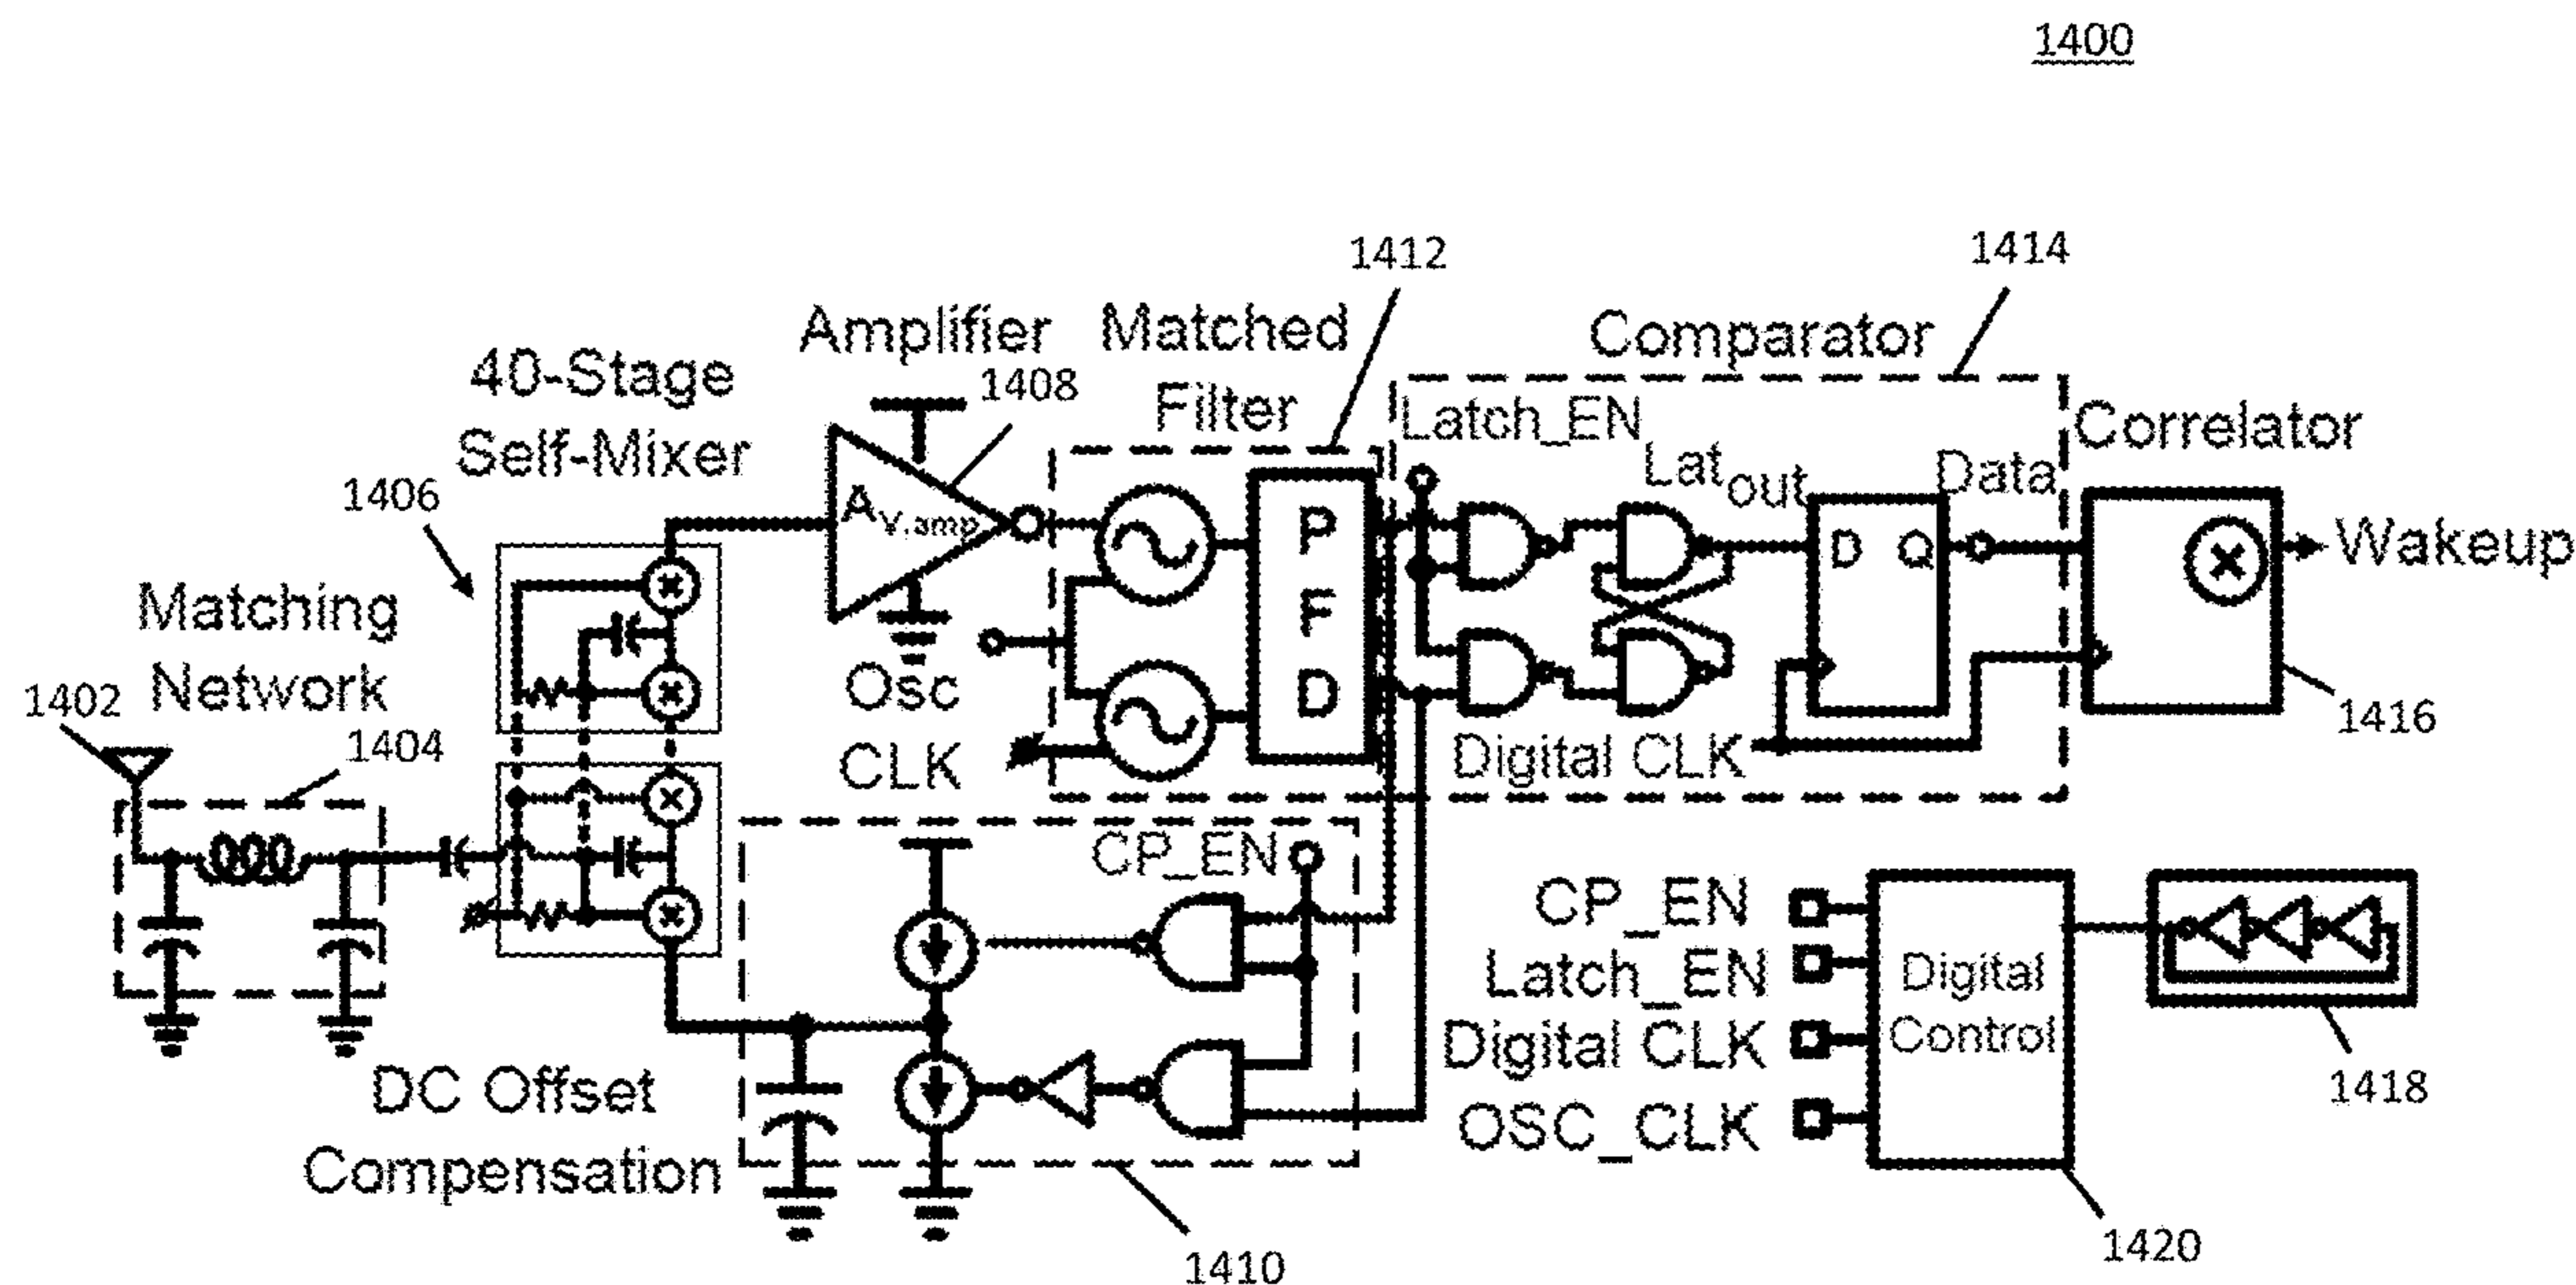 1400
1412
1414
Amplifier
Matched
Filter
Comparator
40-Stage
Self-Mixer
1408
Latch_EN
Correlator
1406
A V,amp
Lat out
Data
P
F
D
D Q
Wakeup
Matching
Network
1402
1404
Osc
CLK
Digital CLK
1416
CP_EN
CP_EN
Latch_EN
Digital CLK
OSC_CLK
Digital
Control
1418
DC Offset
Compensation
1410
1420